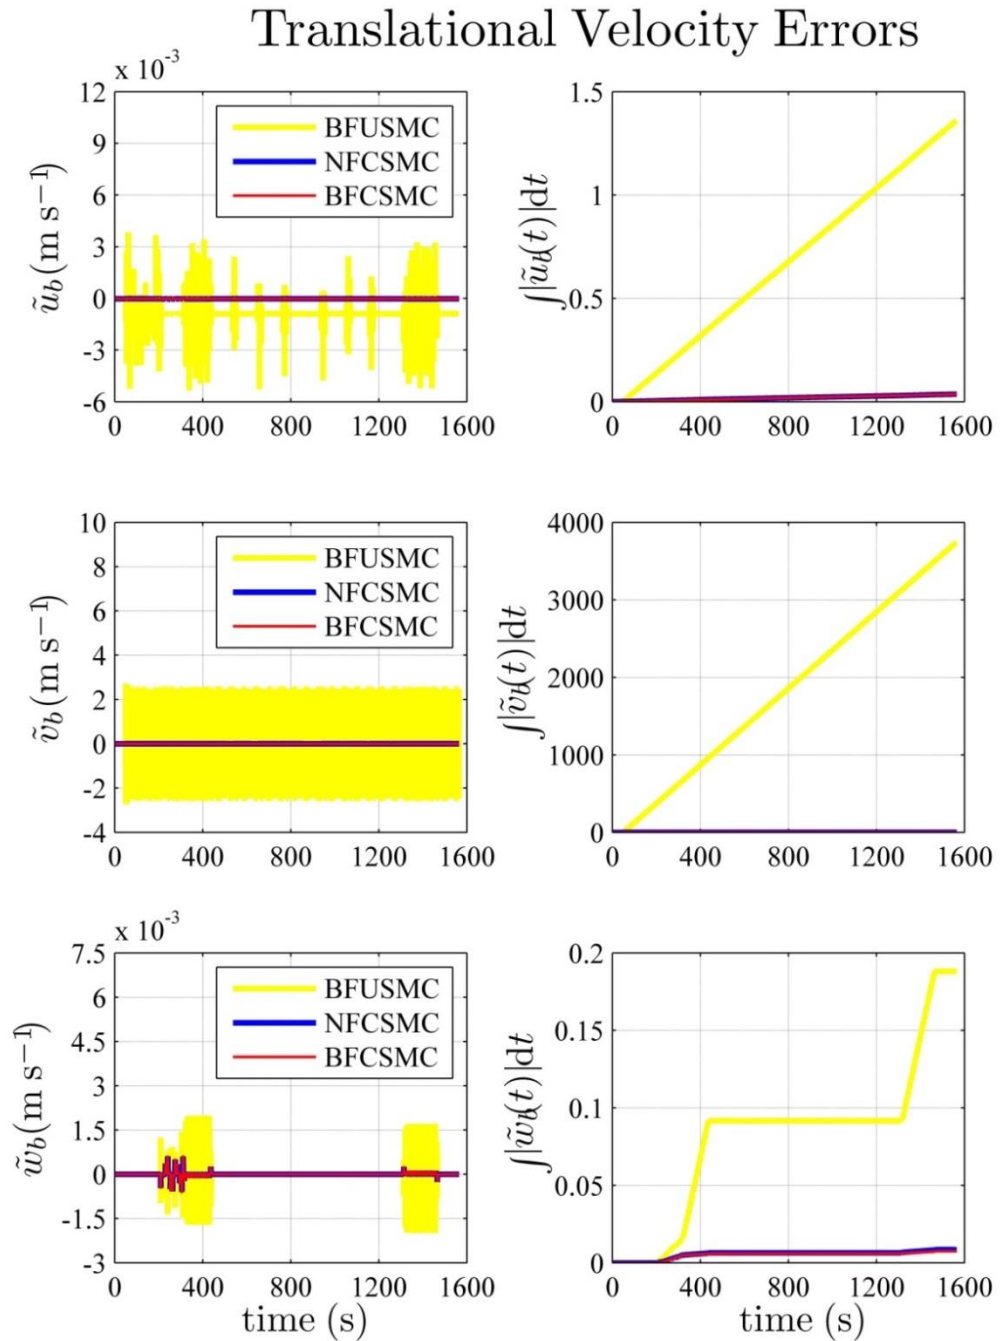 Translational Velocity Errors
x 10⁻³
12
9
6
3
0
-3
-6
ũ_b(m s⁻¹)
BFUSMC
NFCSMC
BFCSMC
0 400 800 1200 1600
1.5
1
0.5
0
∫|ũ_b(t)|dt
0 400 800 1200 1600
10
8
6
4
2
0
-2
-4
ṽ_b(m s⁻¹)
BFUSMC
NFCSMC
BFCSMC
0 400 800 1200 1600
4000
3000
2000
1000
0
∫|ṽ_b(t)|dt
0 400 800 1200 1600
x 10⁻³
7.5
6
4.5
3
1.5
0
-1.5
-3
w̃_b(m s⁻¹)
BFUSMC
NFCSMC
BFCSMC
0 400 800 1200 1600
time (s)
0.2
0.15
0.1
0.05
0
∫|w̃_b(t)|dt
0 400 800 1200 1600
time (s)